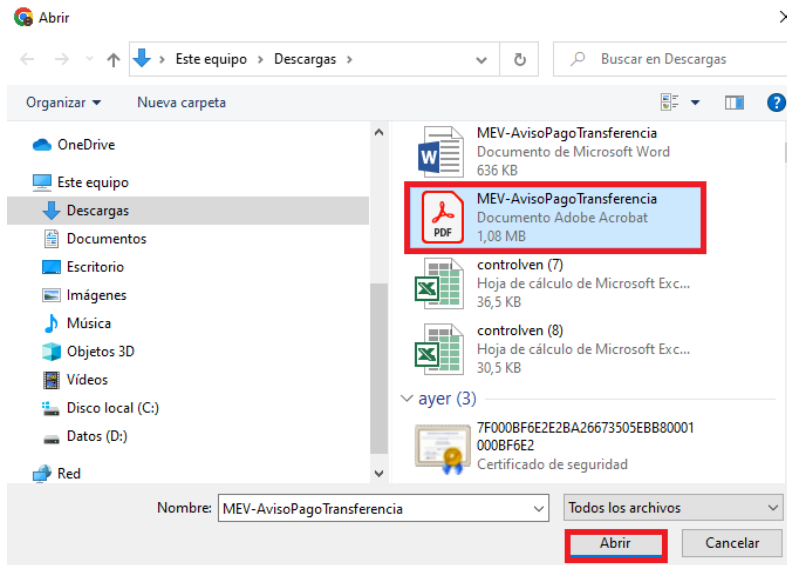 Abrir
Este equipo > Descargas >
Buscar en Descargas
Organizar
Nueva carpeta
?
OneDrive
Este equipo
Descargas
Documentos
Escritorio
Imágenes
Música
Objetos 3D
Vídeos
Disco local (C:)
Datos (D:)
Red
MEV-AvisoPagoTransferencia
Documento de Microsoft Word
636 KB
PDF
MEV-AvisoPagoTransferencia
Documento Adobe Acrobat
1,08 MB
controlven (7)
Hoja de cálculo de Microsoft Exc...
36,5 KB
controlven (8)
Hoja de cálculo de Microsoft Exc...
30,5 KB
ayer (3)
7F000BF6E2E2BA26673505EBB80001
000BF6E2
Certificado de seguridad
Nombre:
MEV-AvisoPagoTransferencia
Todos los archivos
Abrir
Cancelar